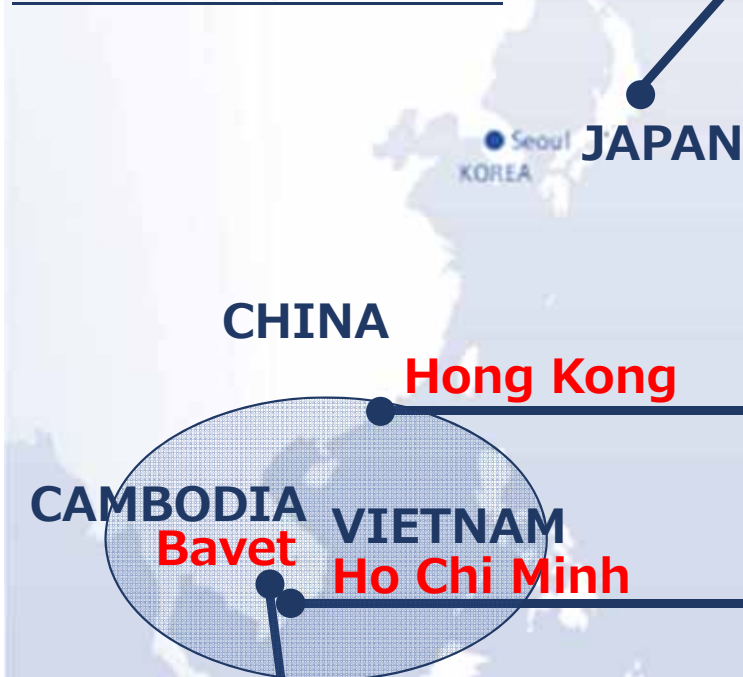 Seoul
JAPAN
KOREA
CHINA
Hong Kong
CAMBODIA
VIETNAM
Bavet
Ho Chi Minh